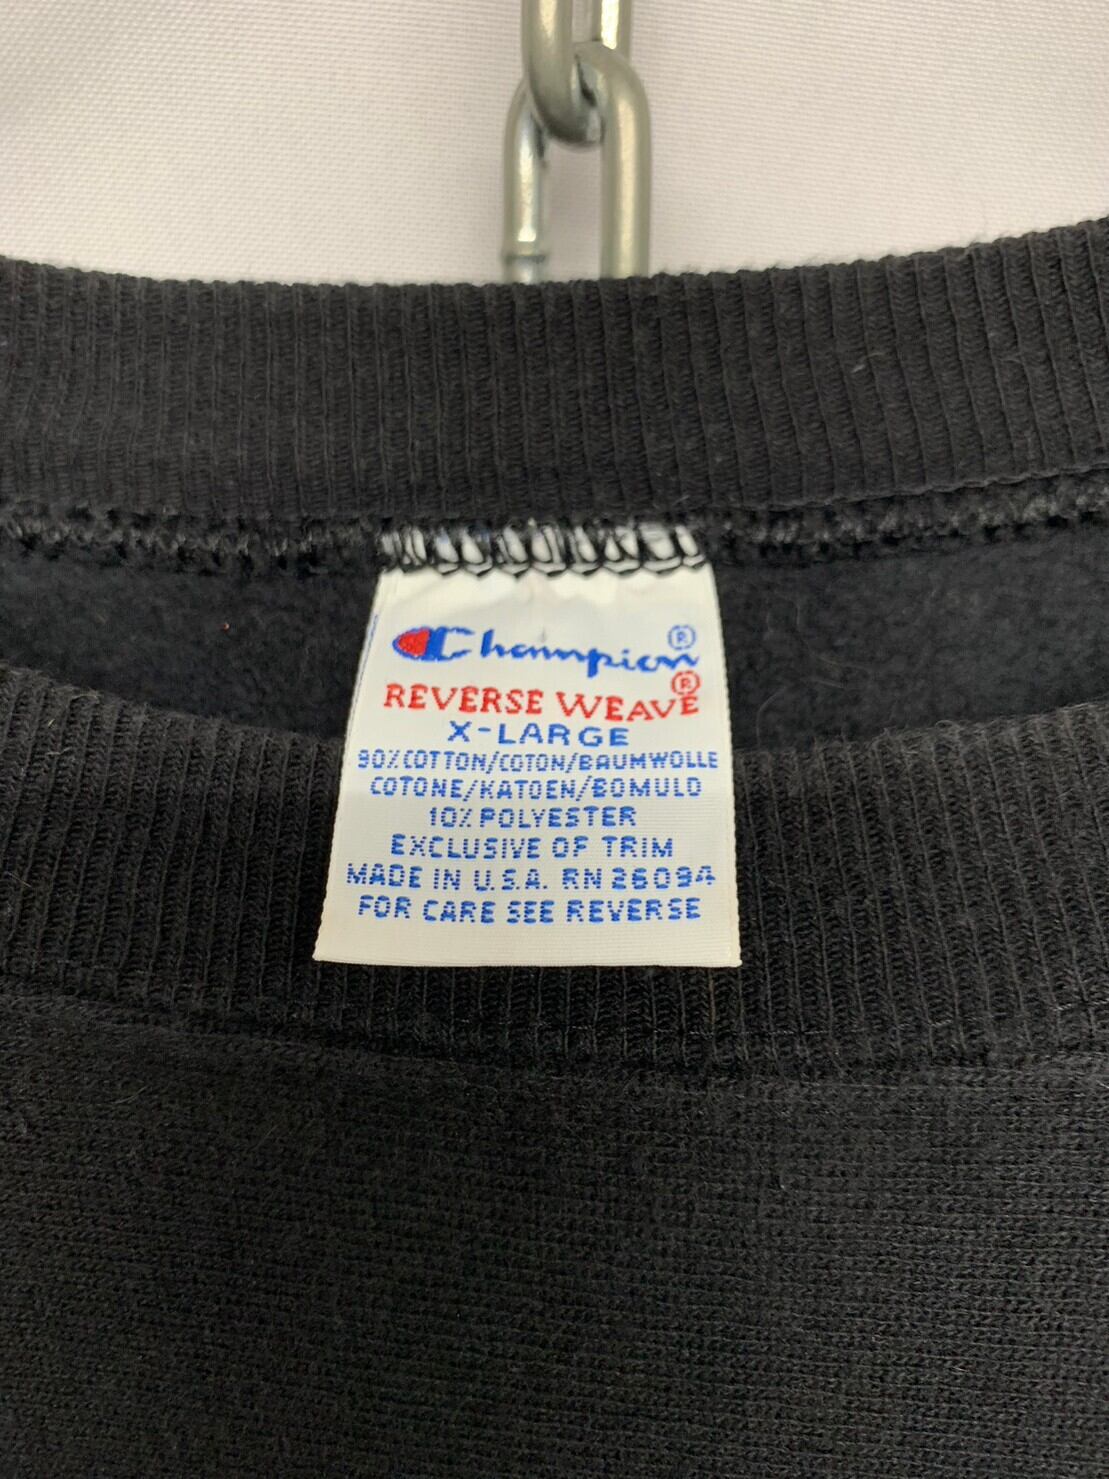 Champion®
REVERSE WEAVE®
X-LARGE
90% COTTON/COTON/BAUMWOLLE
COTONE/KATOEN/BOMULD
10% POLYESTER
EXCLUSIVE OF TRIM
MADE IN U.S.A. RN 26094
FOR CARE SEE REVERSE